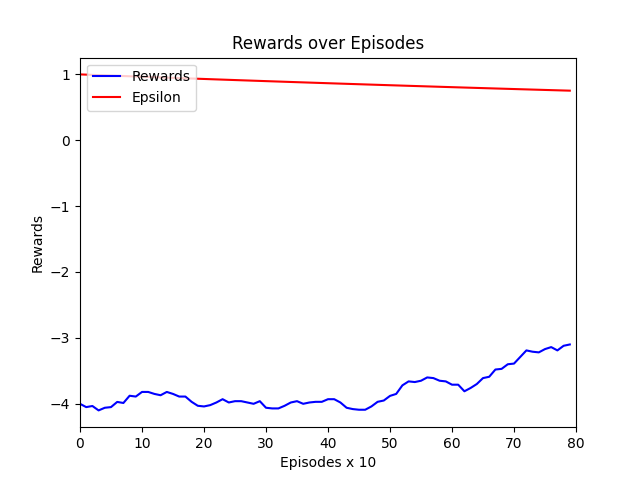 Rewards over Episodes
Rewards
Epsilon
1
0
−1
−2
−3
−4
Rewards
0 10 20 30 40 50 60 70 80
Episodes x 10